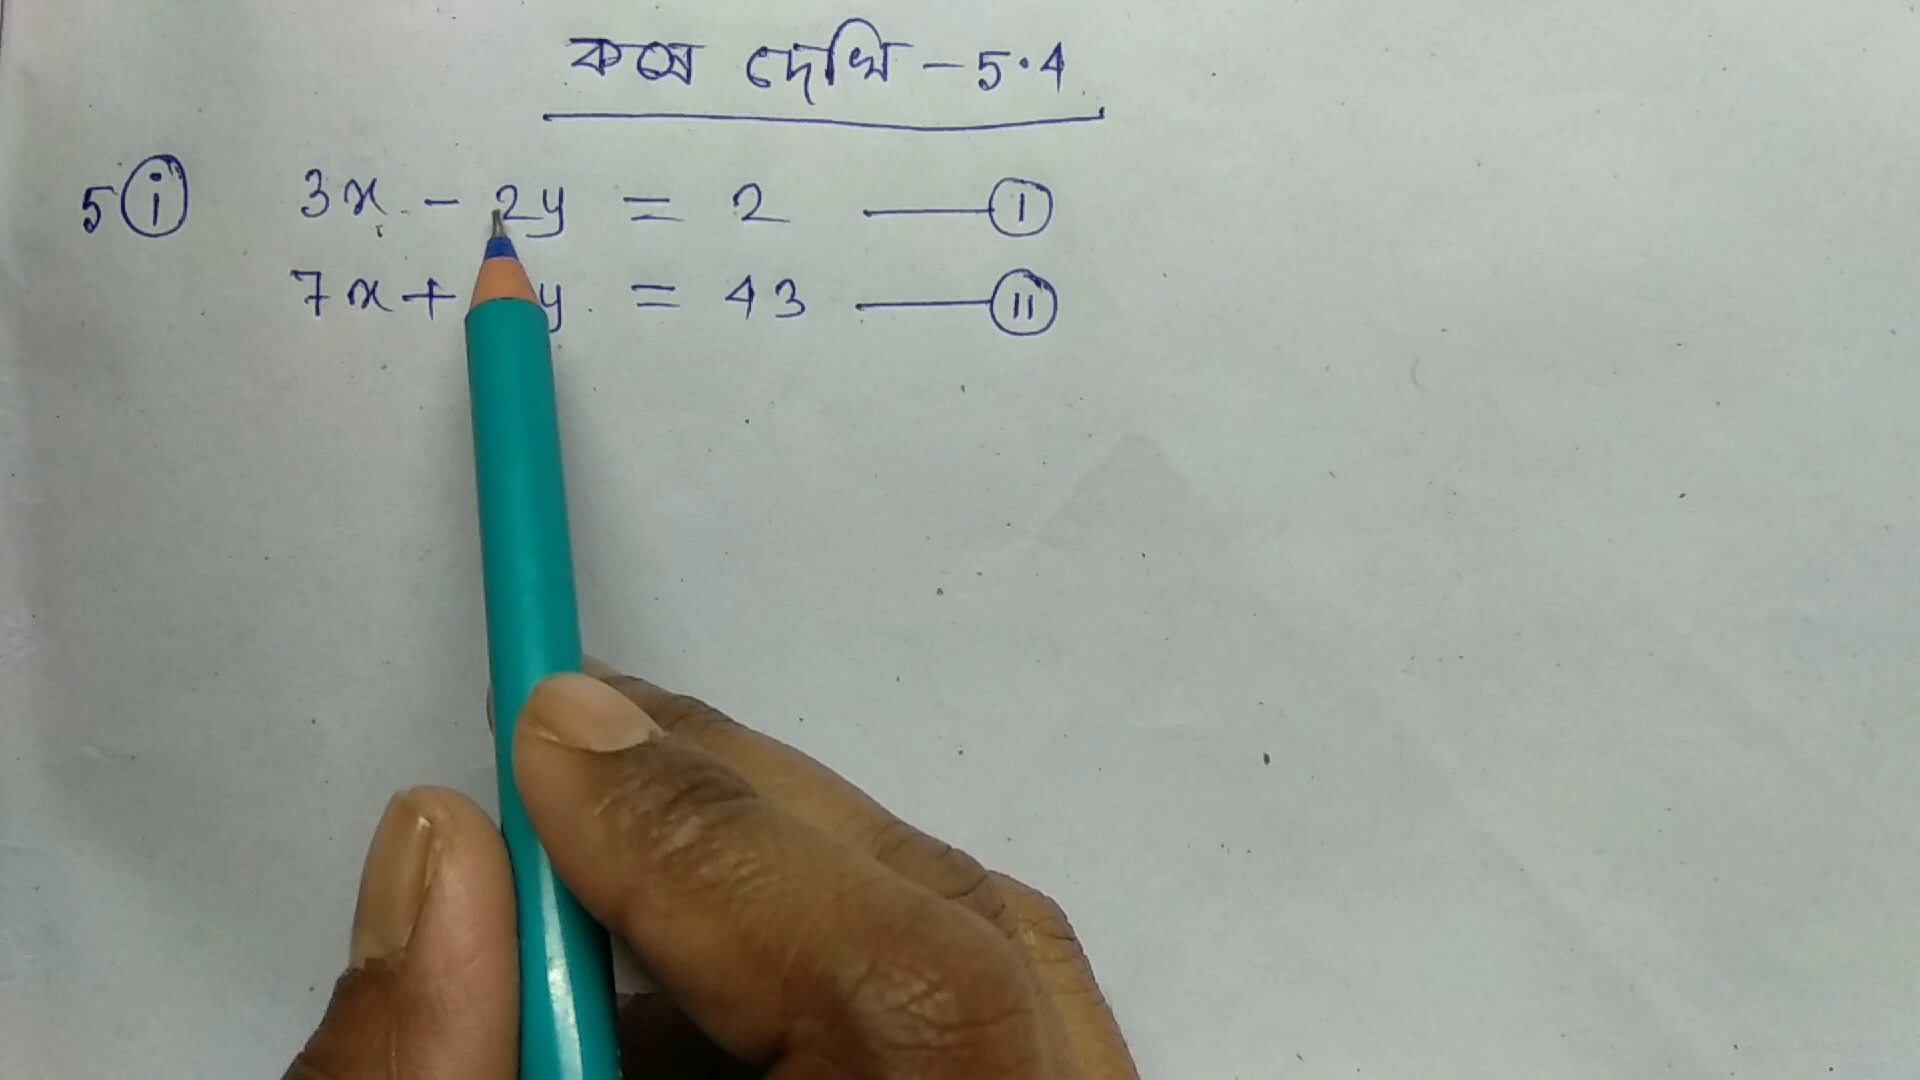 কষে দেখি - 5.4
5 (i) 3x - 2y = 2 —— (I)
7x + y = 43 —— (II)